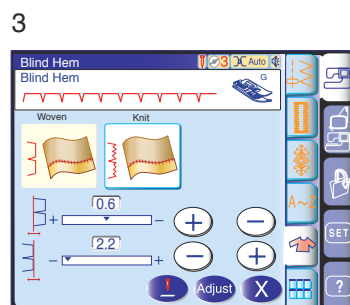 3
Blind Hem 3 Auto
Blind Hem G
Woven Knit
0.6
+ -
+ -
2.2
- +
- +
Adjust X
A~Z
SET
?